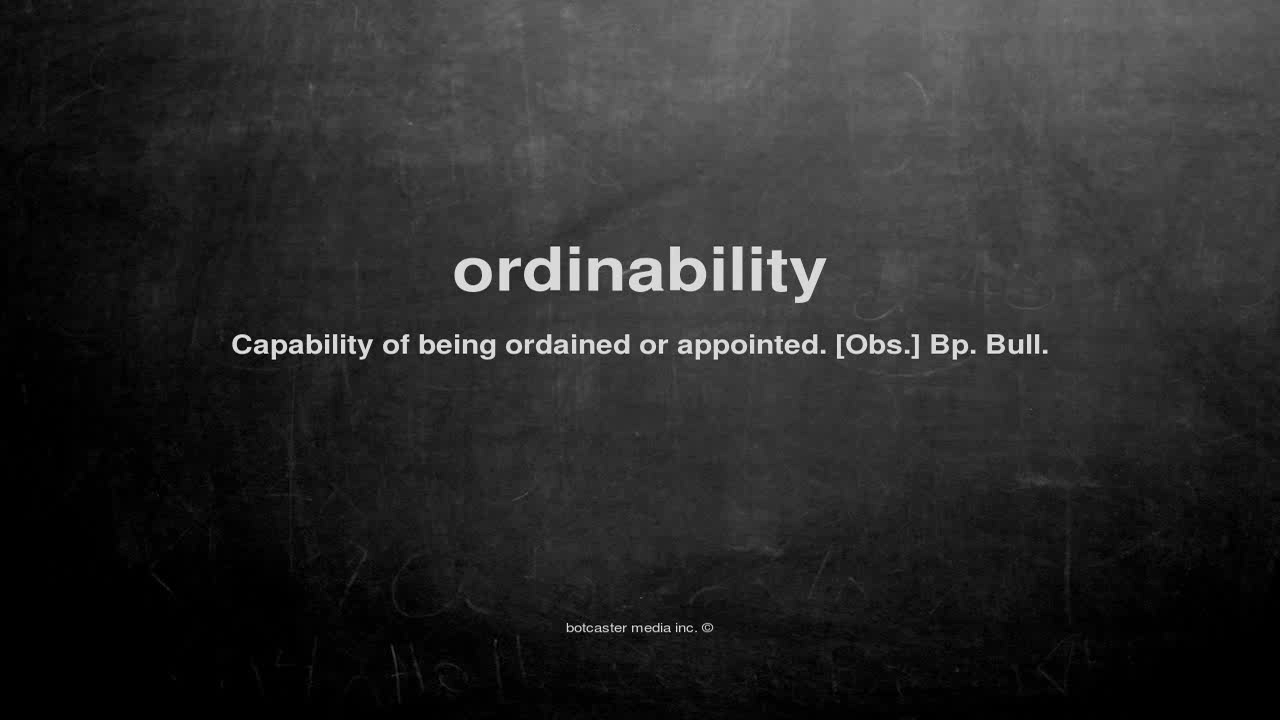 ordinability
Capability of being ordained or appointed. [Obs.] Bp. Bull.
botcaster media inc. ©